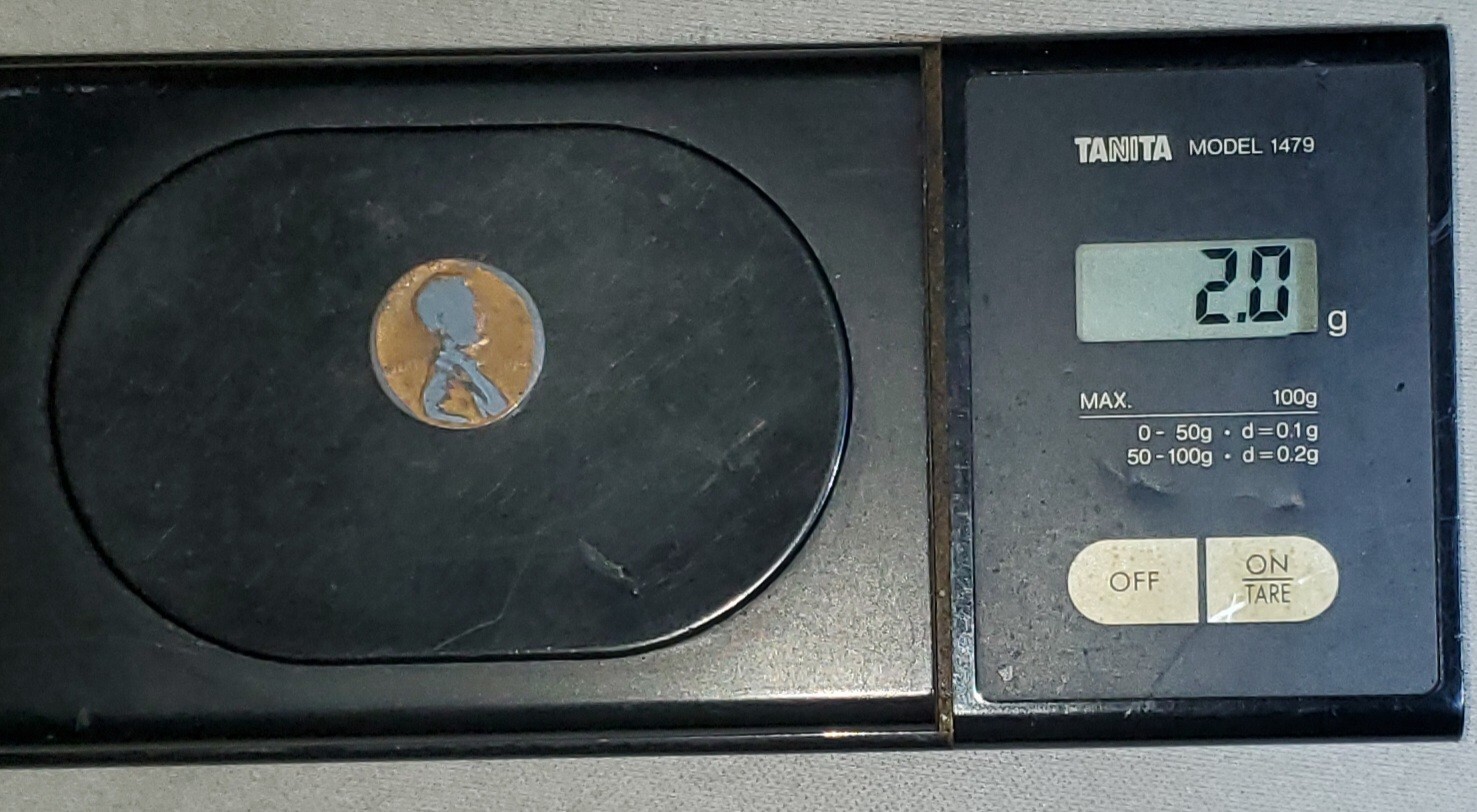 TANITA MODEL 1479
2.0 g
MAX. 100g
0 - 50g • d=0.1g
50-100g • d=0.2g
OFF
ON
TARE